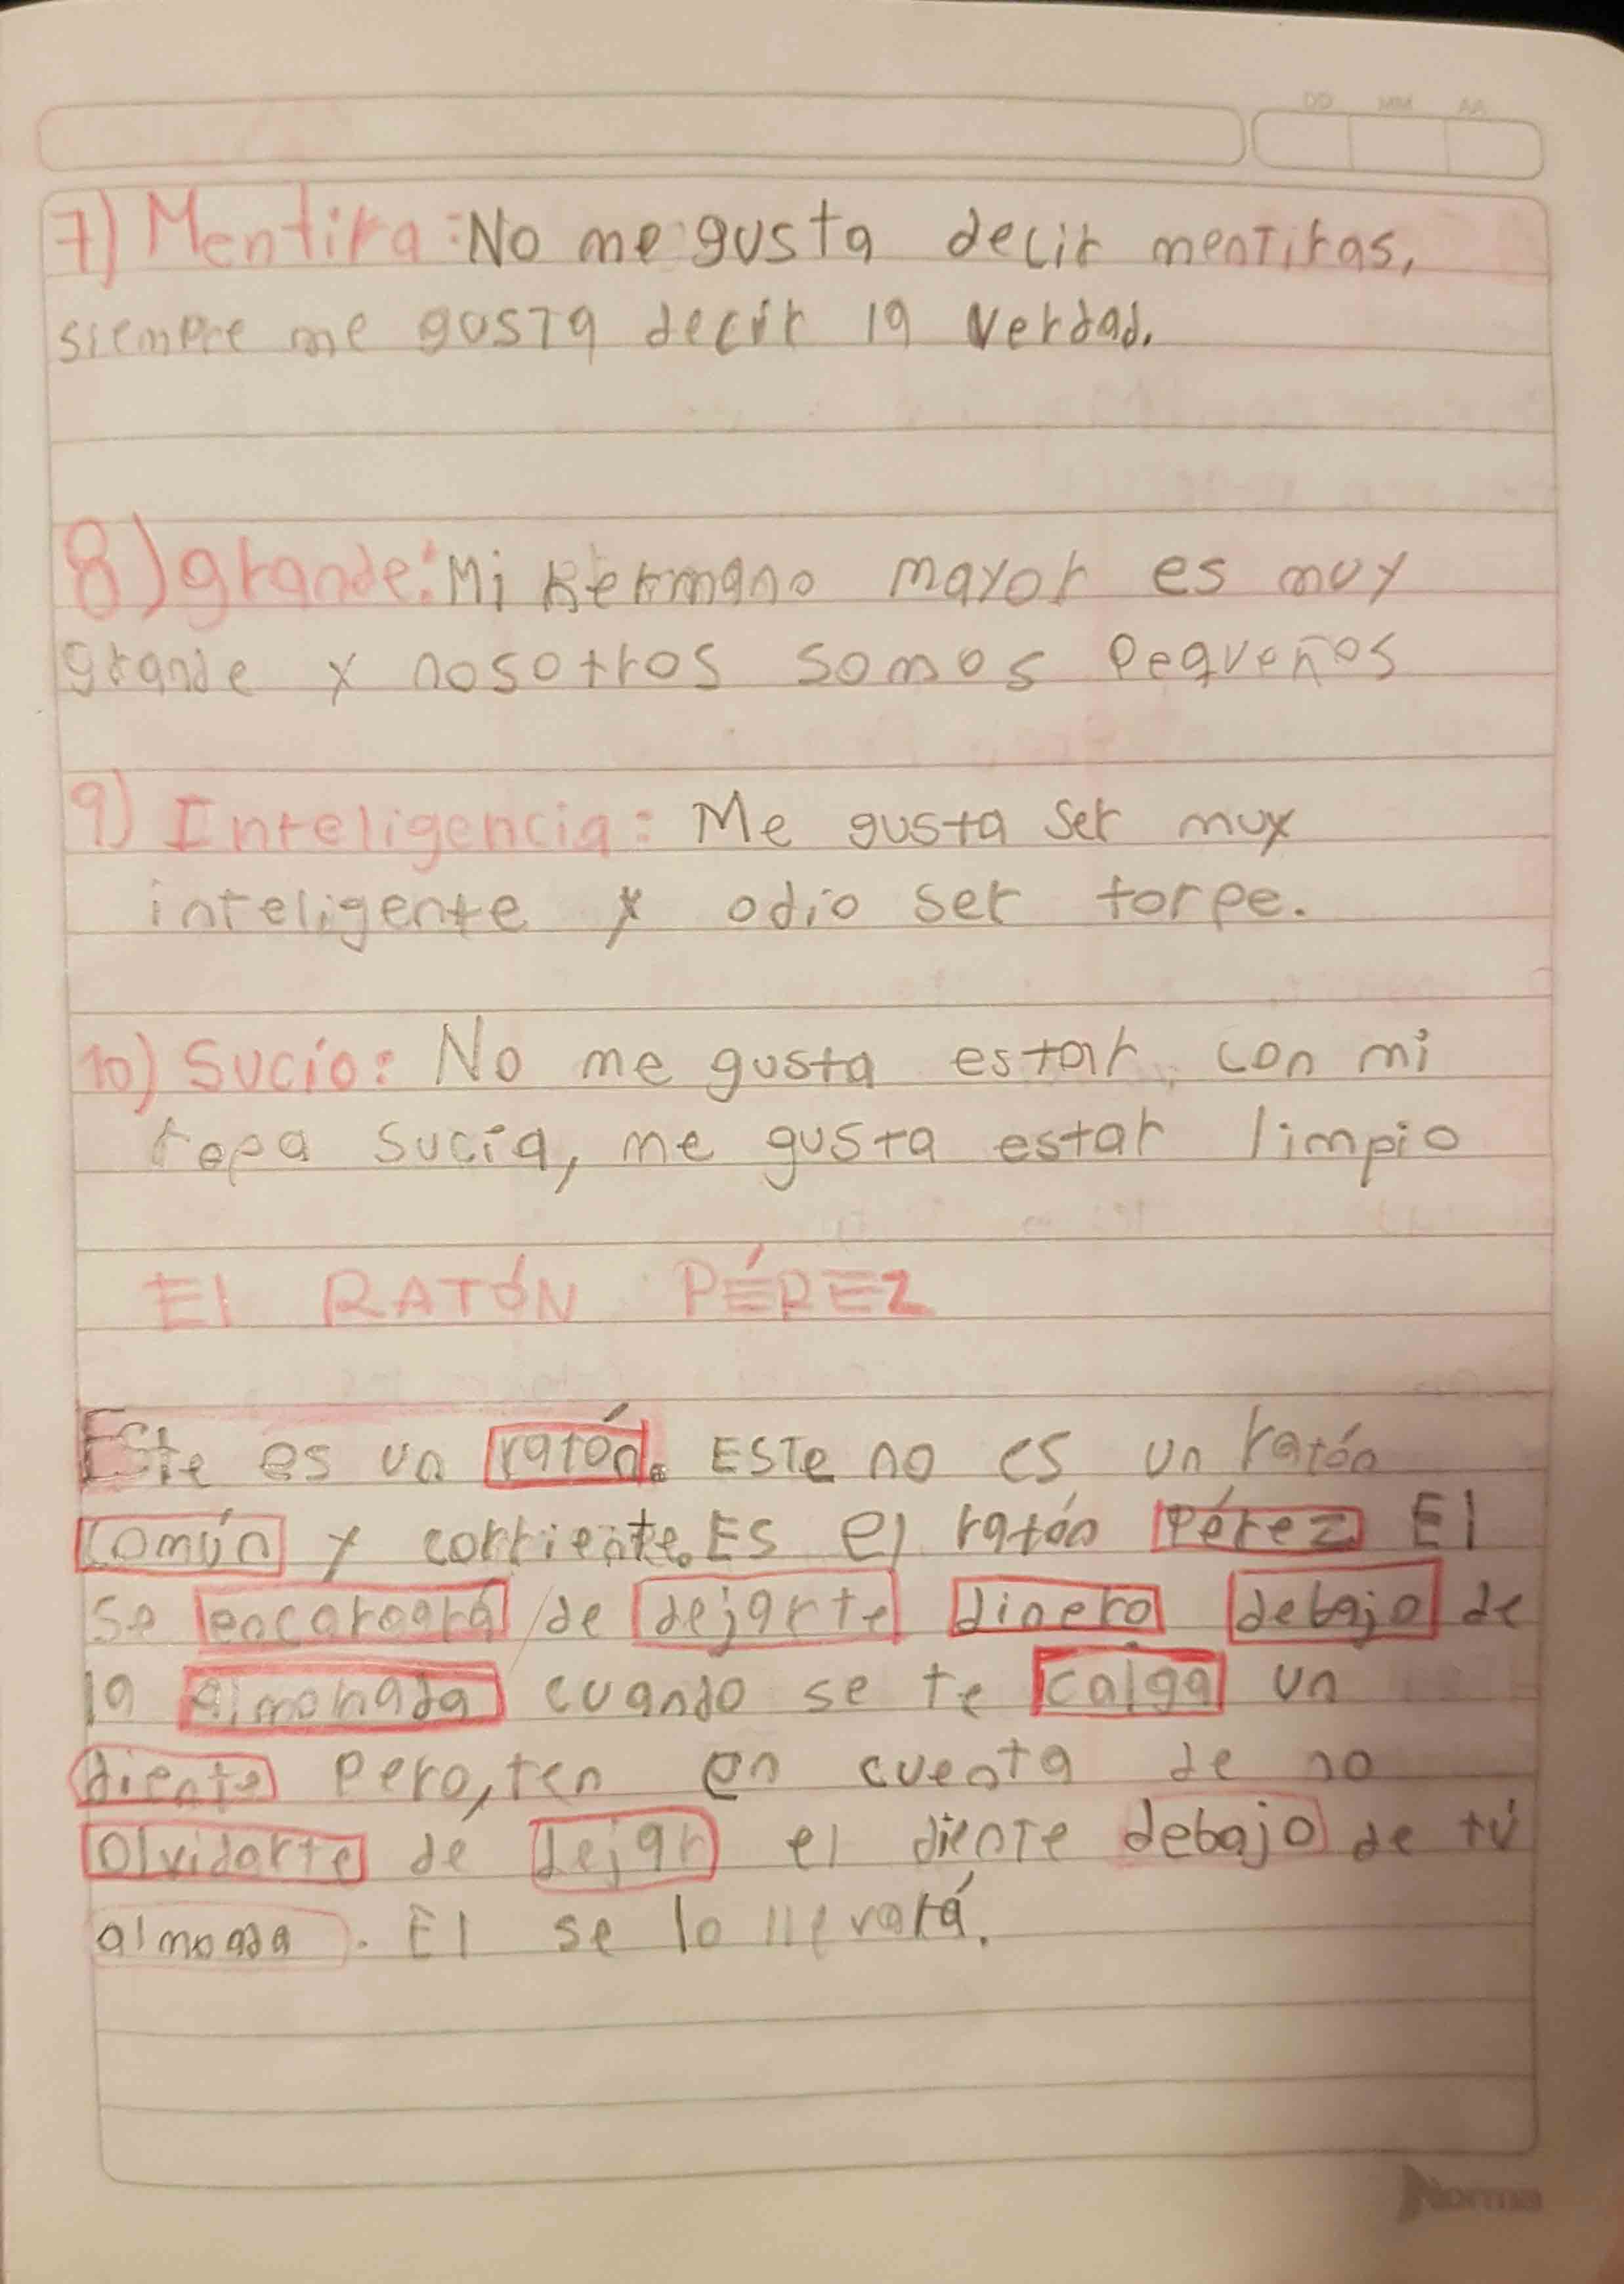 DD MM AA
7) Mentira: No me gusta decir mentiras,
siempre me gusta decir la verdad.
8) grande: Mi hermano mayor es muy
grande y nosotros somos pequeños
9) Inteligencia: Me gusta ser muy
inteligente y odio ser torpe.
10) Sucio: No me gusta estar con mi
ropa sucia, me gusta estar limpio
El RATÓN PÉREZ
Este es un ratón. Este no es un ratón
común y corriente. Es el ratón Pérez El
se encargará de dejarte dinero debajo de
la almohada cuando se te caiga un
diente Pero, ten en cuenta de no
olvidarte de dejar el diente debajo de tú
almoada. El se lo llevará.
Norma